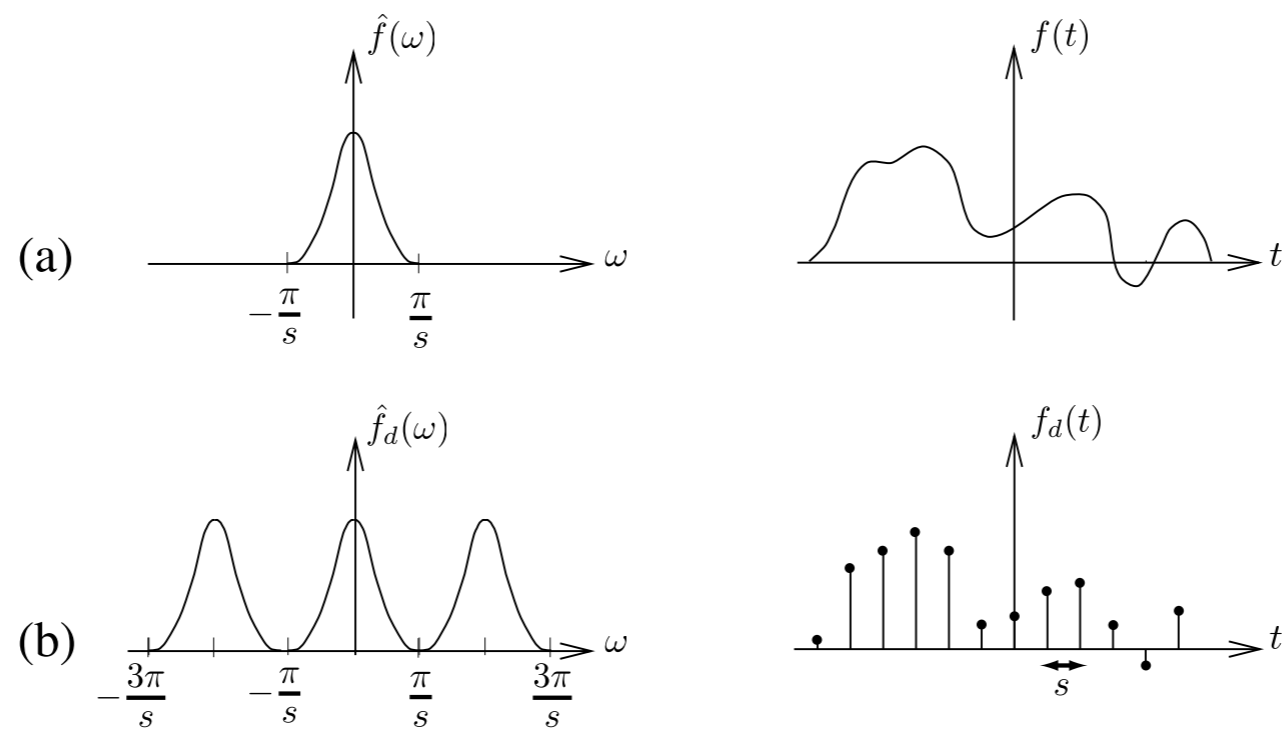 f̂(ω)
f(t)
(a)
ω
t
−π/s
π/s
f̂_d(ω)
f_d(t)
(b)
ω
t
−3π/s
−π/s
π/s
3π/s
s